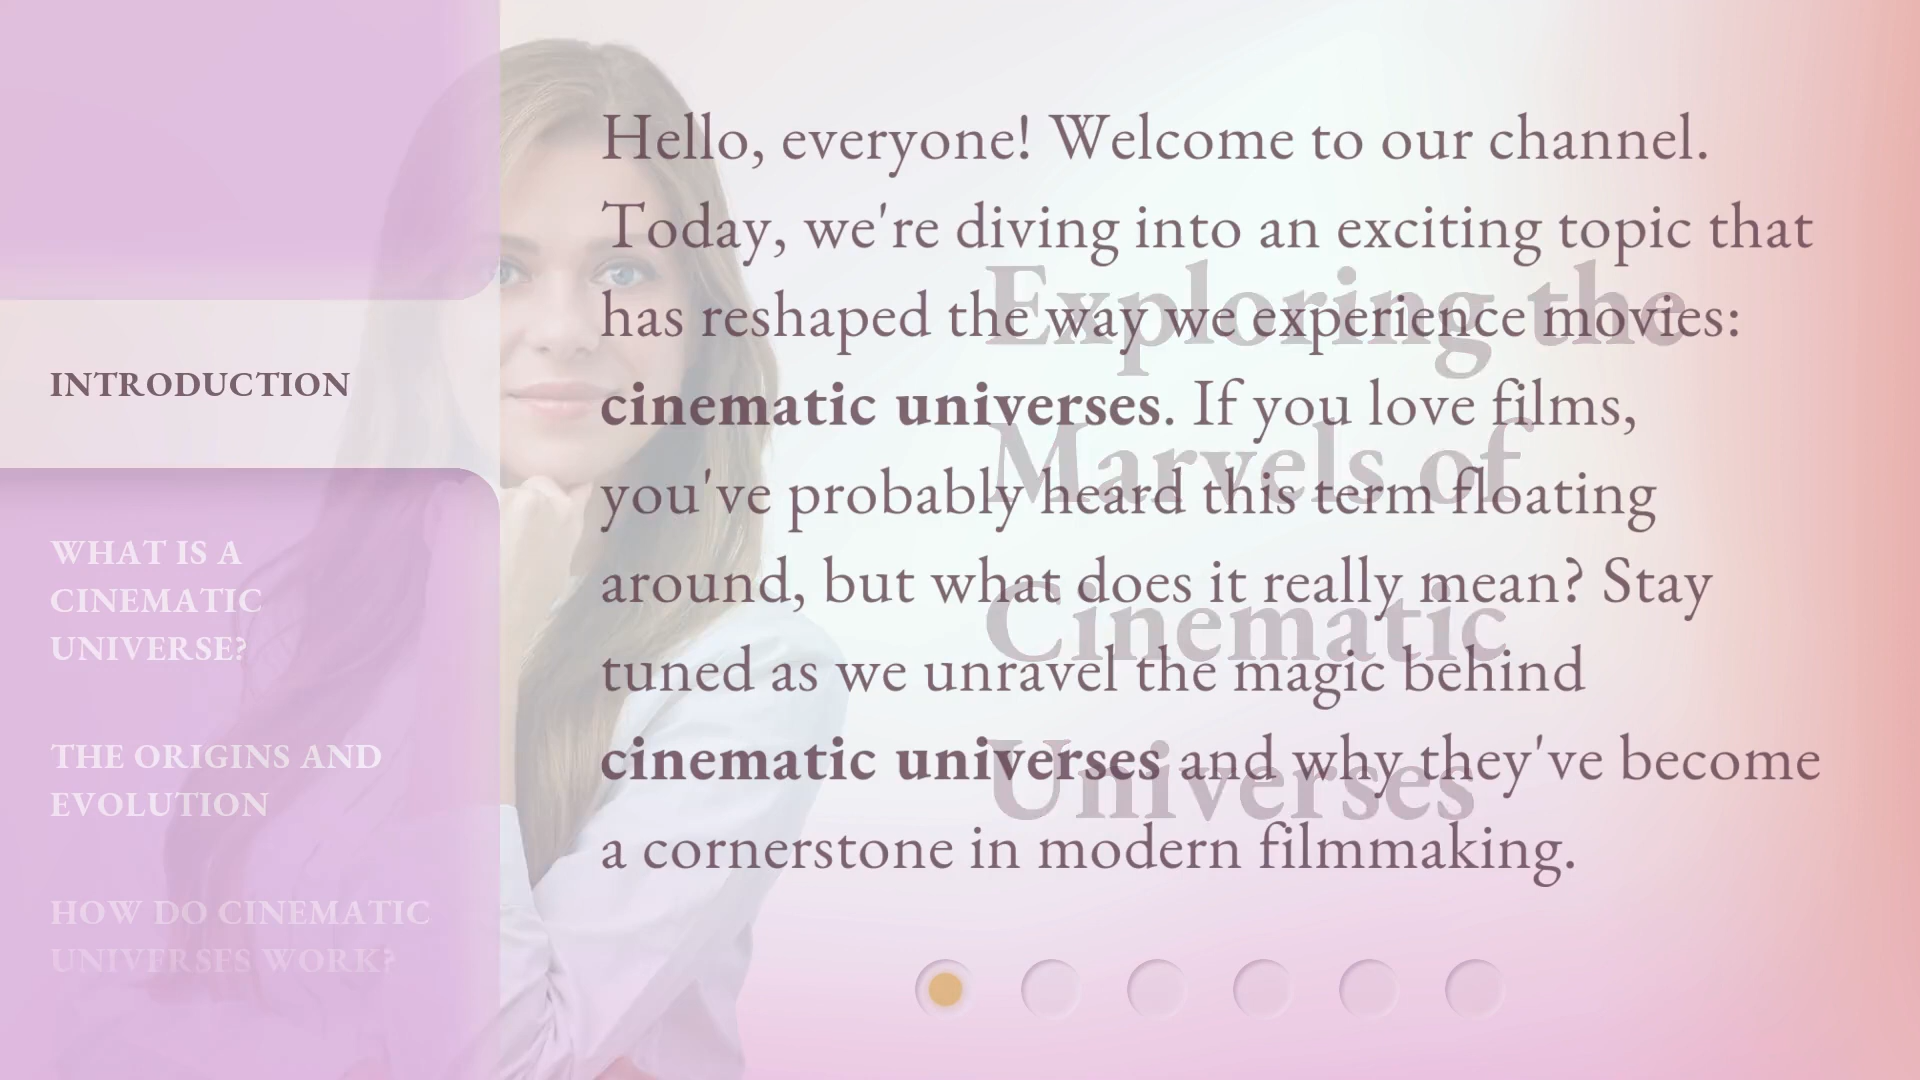 INTRODUCTION
WHAT IS A
CINEMATIC
UNIVERSE?
THE ORIGINS AND
EVOLUTION
HOW DO CINEMATIC
UNIVERSES WORK?
Hello, everyone! Welcome to our channel.
Today, we're diving into an exciting topic that
has reshaped the way we experience movies:
cinematic universes. If you love films,
you've probably heard this term floating
around, but what does it really mean? Stay
tuned as we unravel the magic behind
cinematic universes and why they've become
a cornerstone in modern filmmaking.
Exploring the
Marvels of
Cinematic
Universes